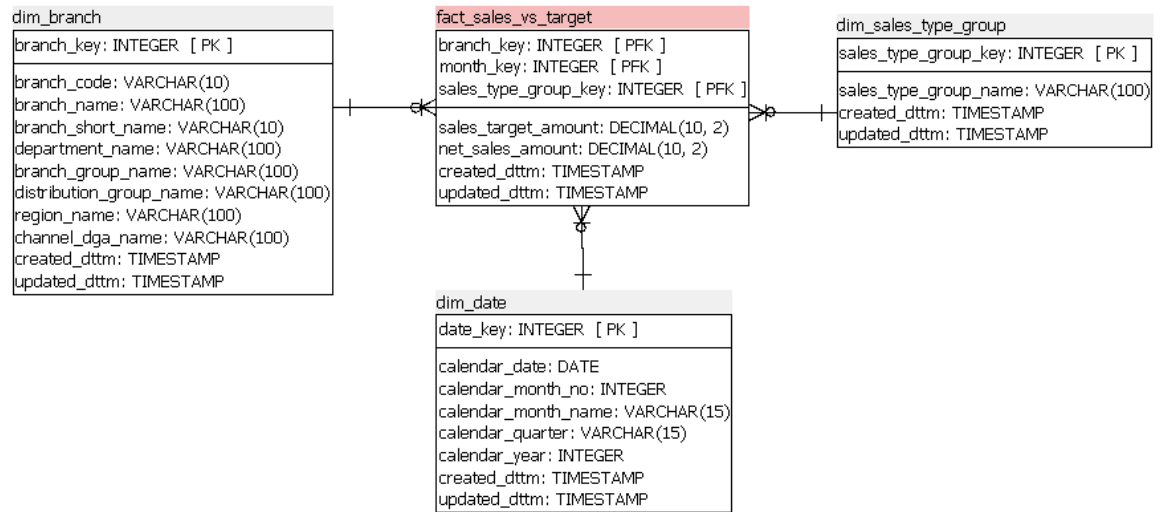 dim_branch
branch_key: INTEGER [ PK ]
branch_code: VARCHAR(10)
branch_name: VARCHAR(100)
branch_short_name: VARCHAR(10)
department_name: VARCHAR(100)
branch_group_name: VARCHAR(100)
distribution_group_name: VARCHAR(100)
region_name: VARCHAR(100)
channel_dga_name: VARCHAR(100)
created_dttm: TIMESTAMP
updated_dttm: TIMESTAMP
fact_sales_vs_target
branch_key: INTEGER [ PFK ]
month_key: INTEGER [ PFK ]
sales_type_group_key: INTEGER [ PFK ]
sales_target_amount: DECIMAL(10, 2)
net_sales_amount: DECIMAL(10, 2)
created_dttm: TIMESTAMP
updated_dttm: TIMESTAMP
dim_sales_type_group
sales_type_group_key: INTEGER [ PK ]
sales_type_group_name: VARCHAR(100)
created_dttm: TIMESTAMP
updated_dttm: TIMESTAMP
dim_date
date_key: INTEGER [ PK ]
calendar_date: DATE
calendar_month_no: INTEGER
calendar_month_name: VARCHAR(15)
calendar_quarter: VARCHAR(15)
calendar_year: INTEGER
created_dttm: TIMESTAMP
updated_dttm: TIMESTAMP